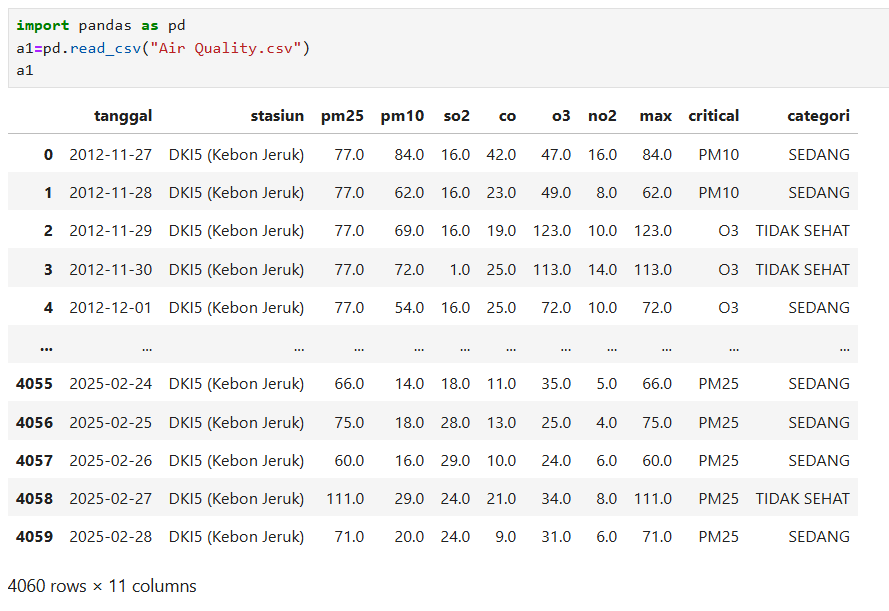 import pandas as pd
a1=pd.read_csv("Air Quality.csv")
a1
tanggal stasiun pm25 pm10 so2 co o3 no2 max critical categori
0 2012-11-27 DKI5 (Kebon Jeruk) 77.0 84.0 16.0 42.0 47.0 16.0 84.0 PM10 SEDANG
1 2012-11-28 DKI5 (Kebon Jeruk) 77.0 62.0 16.0 23.0 49.0 8.0 62.0 PM10 SEDANG
2 2012-11-29 DKI5 (Kebon Jeruk) 77.0 69.0 16.0 19.0 123.0 10.0 123.0 O3 TIDAK SEHAT
3 2012-11-30 DKI5 (Kebon Jeruk) 77.0 72.0 1.0 25.0 113.0 14.0 113.0 O3 TIDAK SEHAT
4 2012-12-01 DKI5 (Kebon Jeruk) 77.0 54.0 16.0 25.0 72.0 10.0 72.0 O3 SEDANG
... ... ... ... ... ... ... ... ... ... ... ...
4055 2025-02-24 DKI5 (Kebon Jeruk) 66.0 14.0 18.0 11.0 35.0 5.0 66.0 PM25 SEDANG
4056 2025-02-25 DKI5 (Kebon Jeruk) 75.0 18.0 28.0 13.0 25.0 4.0 75.0 PM25 SEDANG
4057 2025-02-26 DKI5 (Kebon Jeruk) 60.0 16.0 29.0 10.0 24.0 6.0 60.0 PM25 SEDANG
4058 2025-02-27 DKI5 (Kebon Jeruk) 111.0 29.0 24.0 21.0 34.0 8.0 111.0 PM25 TIDAK SEHAT
4059 2025-02-28 DKI5 (Kebon Jeruk) 71.0 20.0 24.0 9.0 31.0 6.0 71.0 PM25 SEDANG
4060 rows × 11 columns